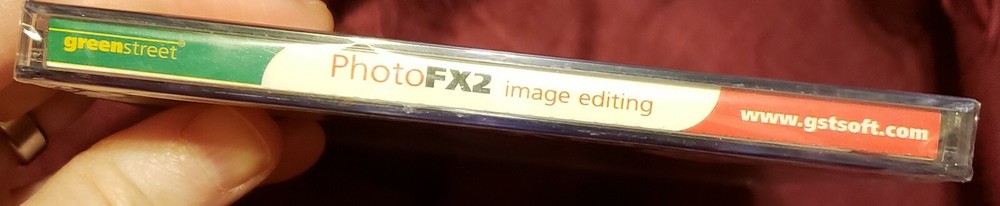 greenstreet®
PhotoFX2 image editing
www.gstsoft.com